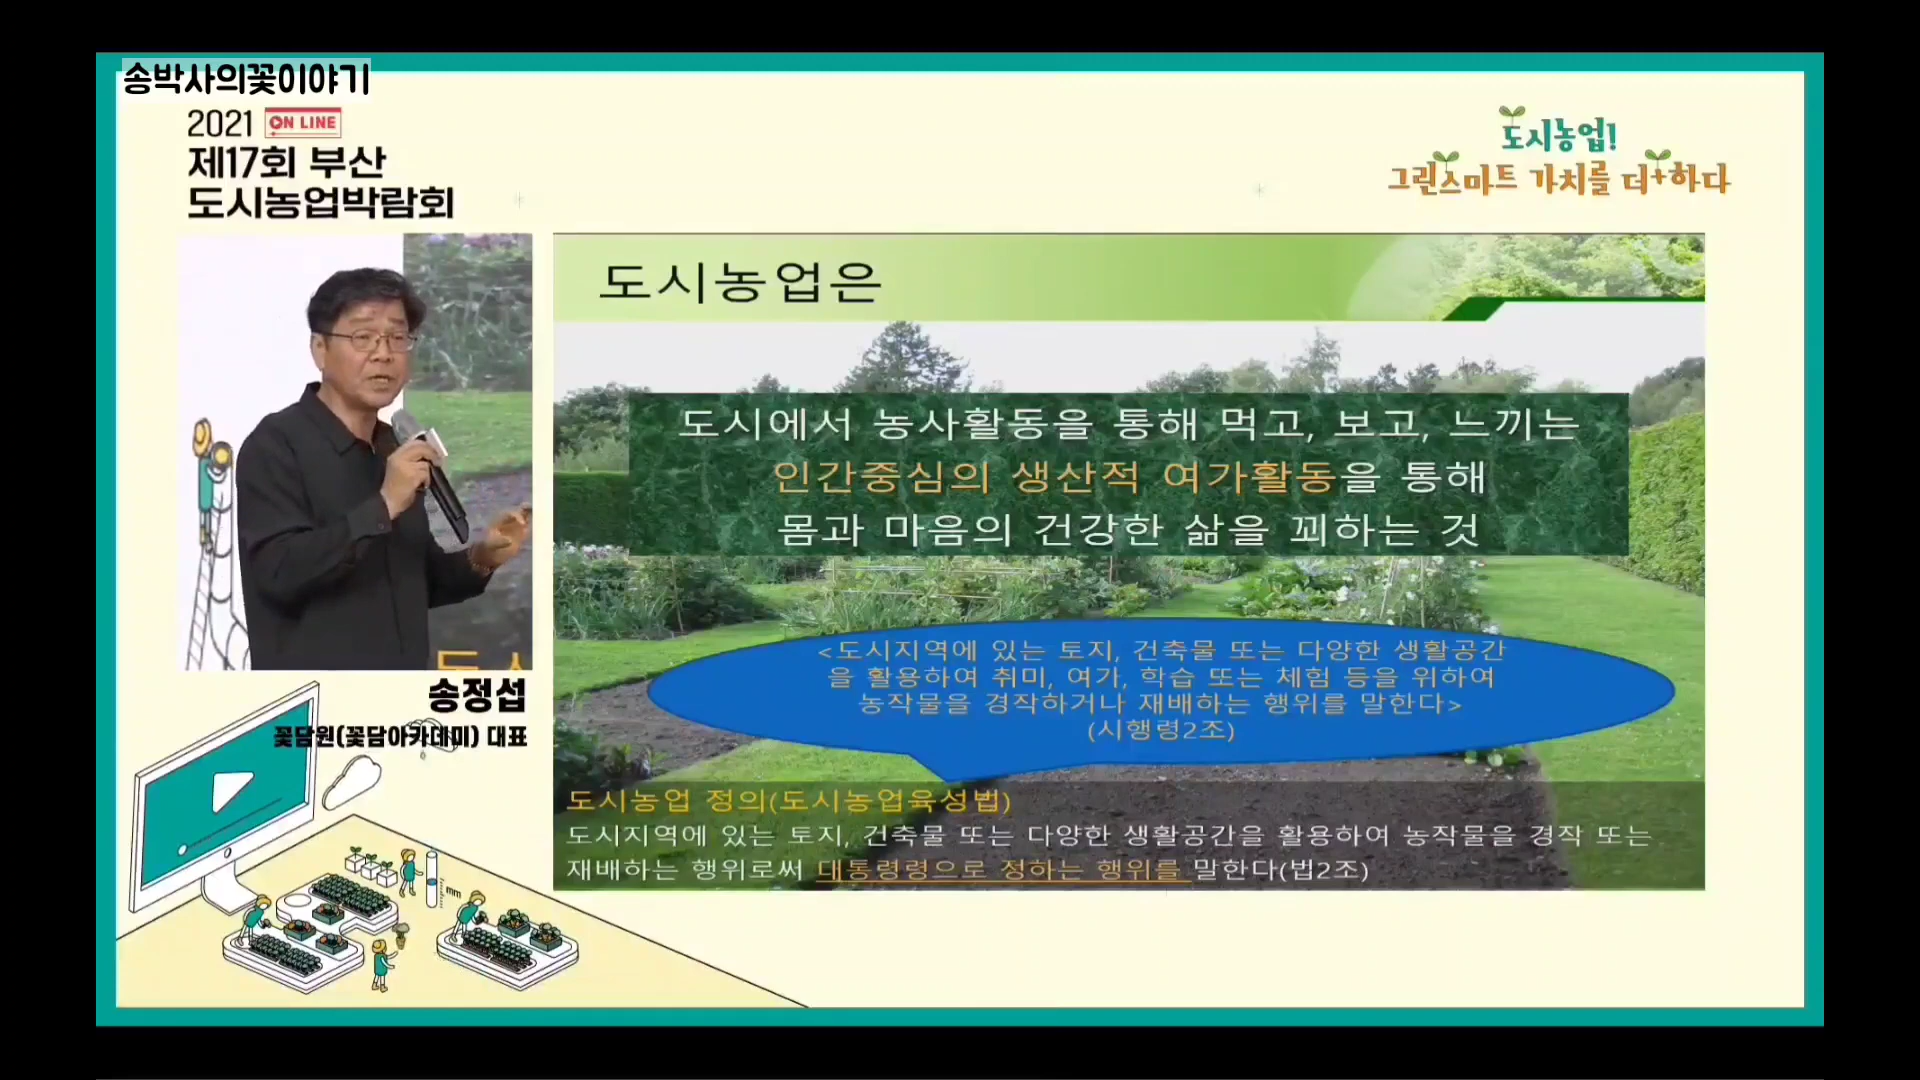 송박사의꽃이야기
2021 ON LINE
제17회 부산
도시농업박람회
도시농업!
그린스마트 가치를 더+하다
도시농업은
도시에서 농사활동을 통해 먹고, 보고, 느끼는
인간중심의 생산적 여가활동을 통해
몸과 마음의 건강한 삶을 꾀하는 것
<도시지역에 있는 토지, 건축물 또는 다양한 생활공간
을 활용하여 취미, 여가, 학습 또는 체험 등을 위하여
농작물을 경작하거나 재배하는 행위를 말한다>
(시행령2조)
도시농업 정의(도시농업육성법)
도시지역에 있는 토지, 건축물 또는 다양한 생활공간을 활용하여 농작물을 경작 또는
재배하는 행위로써 대통령령으로 정하는 행위를 말한다(법2조)
송정섭
꽃담원(꽃담아카데미) 대표
mm